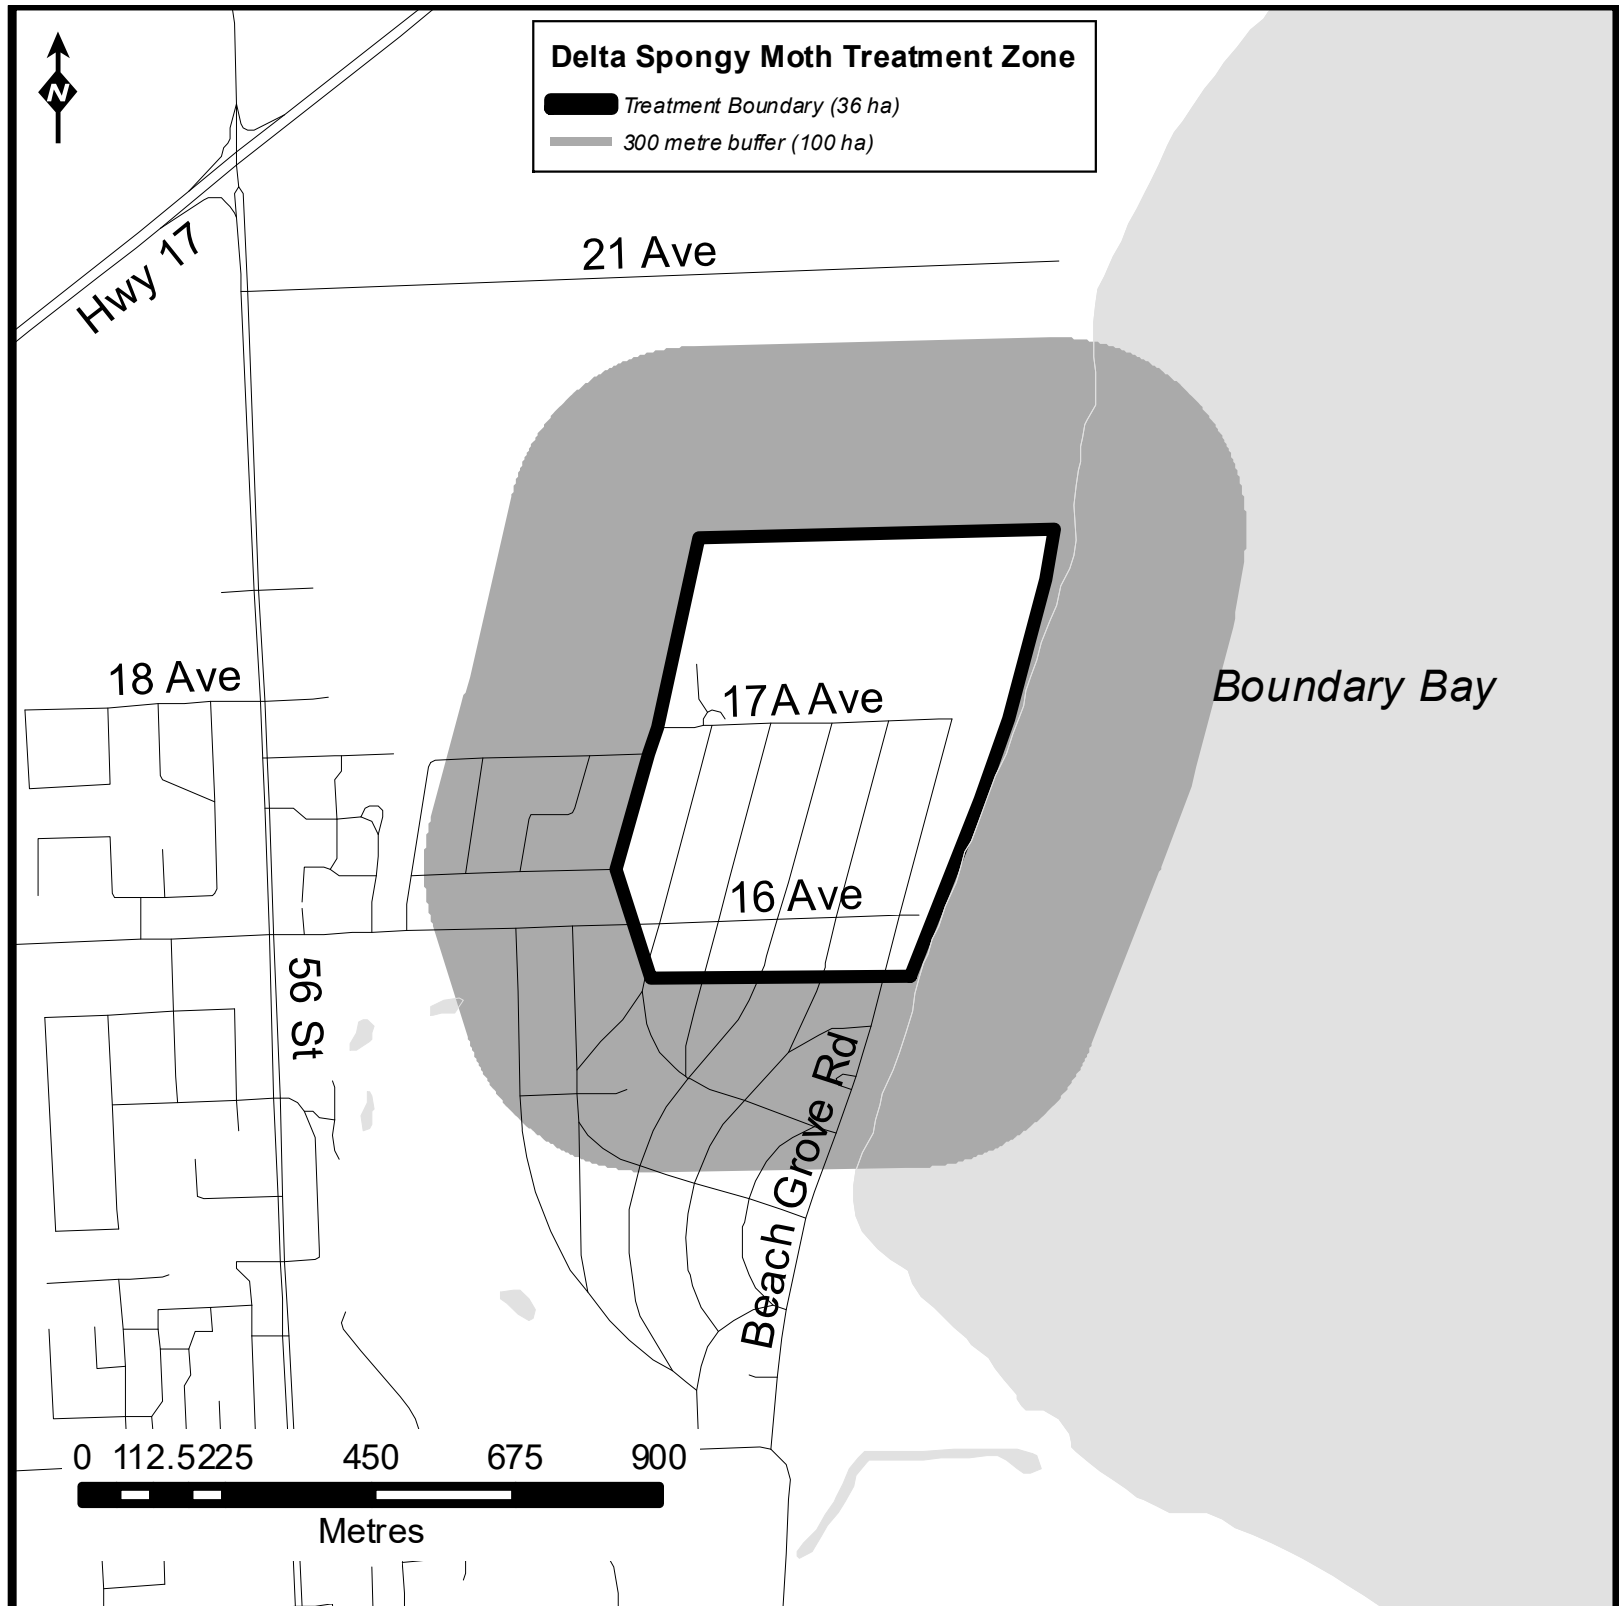 Delta Spongy Moth Treatment Zone
Treatment Boundary (36 ha)
300 metre buffer (100 ha)
N
21 Ave
Hwy 17
18 Ave
17A Ave
Boundary Bay
16 Ave
56 St
Beach Grove Rd
0 112.5 225 450 675 900
Metres